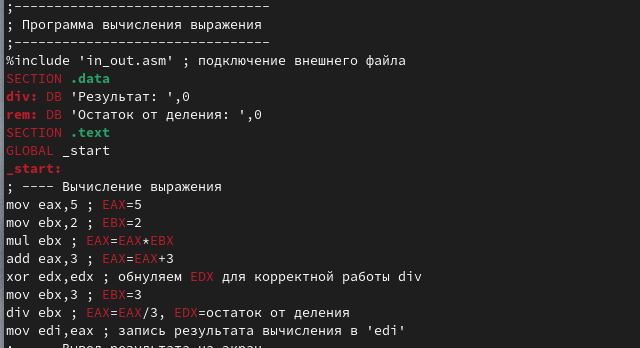 ;--------------------------------
; Программа вычисления выражения
;--------------------------------
%include 'in_out.asm' ; подключение внешнего файла
SECTION .data
div: DB 'Результат: ',0
rem: DB 'Остаток от деления: ',0
SECTION .text
GLOBAL _start
_start:
; ---- Вычисление выражения
mov eax,5 ; EAX=5
mov ebx,2 ; EBX=2
mul ebx ; EAX=EAX*EBX
add eax,3 ; EAX=EAX+3
xor edx,edx ; обнуляем EDX для корректной работы div
mov ebx,3 ; EBX=3
div ebx ; EAX=EAX/3, EDX=остаток от деления
mov edi,eax ; запись результата вычисления в 'edi'
; ---- Вывод результата на экран